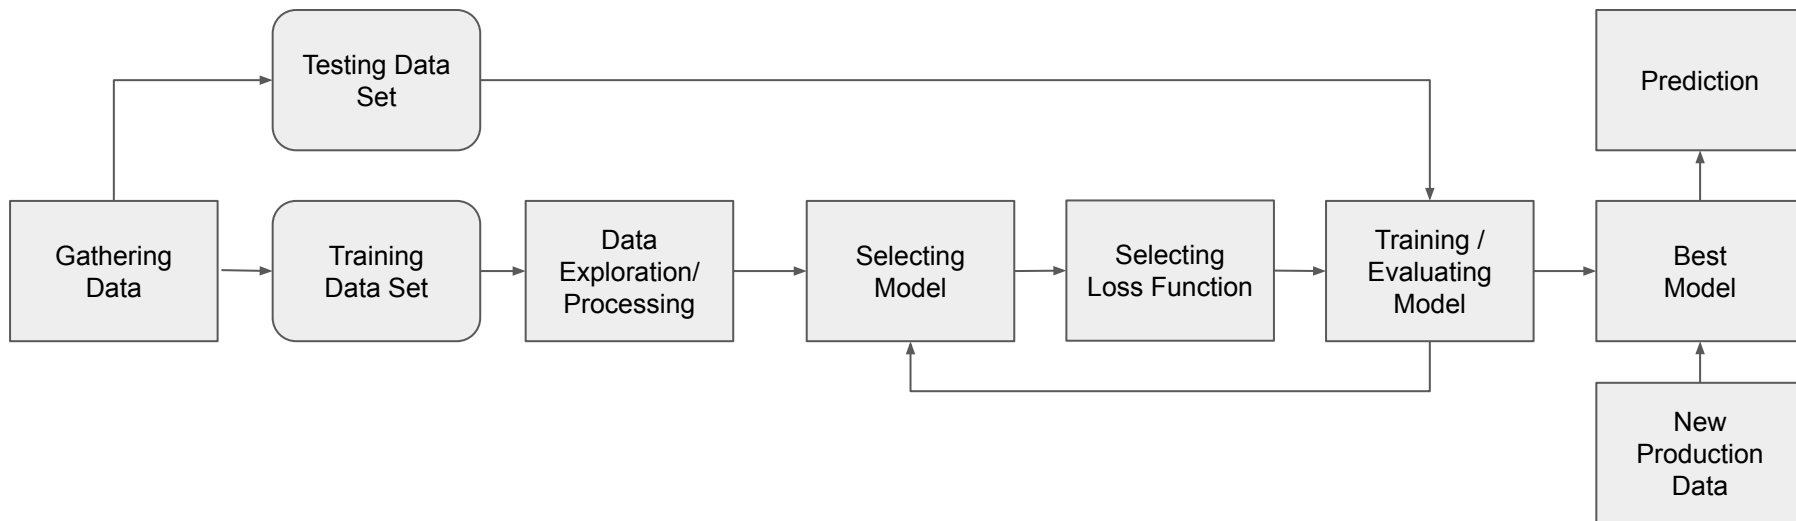 Testing Data
Set
Prediction
Gathering
Data
Training
Data Set
Data
Exploration/
Processing
Selecting
Model
Selecting
Loss Function
Training /
Evaluating
Model
Best
Model
New
Production
Data